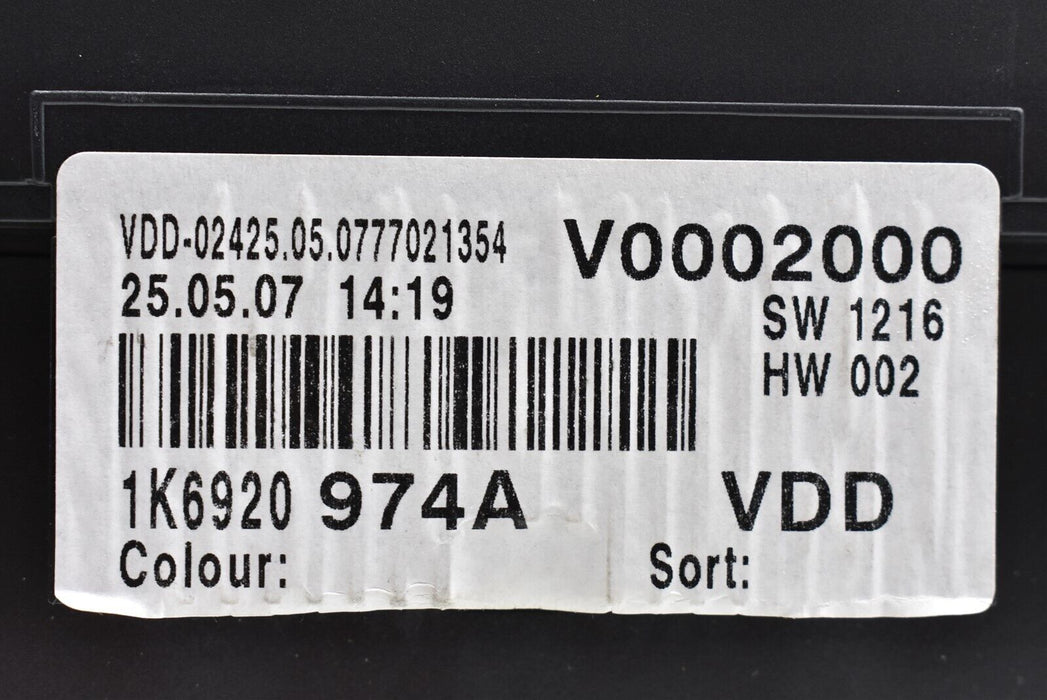 VDD-02425.05.0777021354
V0002000
25.05.07 14:19
SW 1216
HW 002
1K6920 974A
VDD
Colour:
Sort: